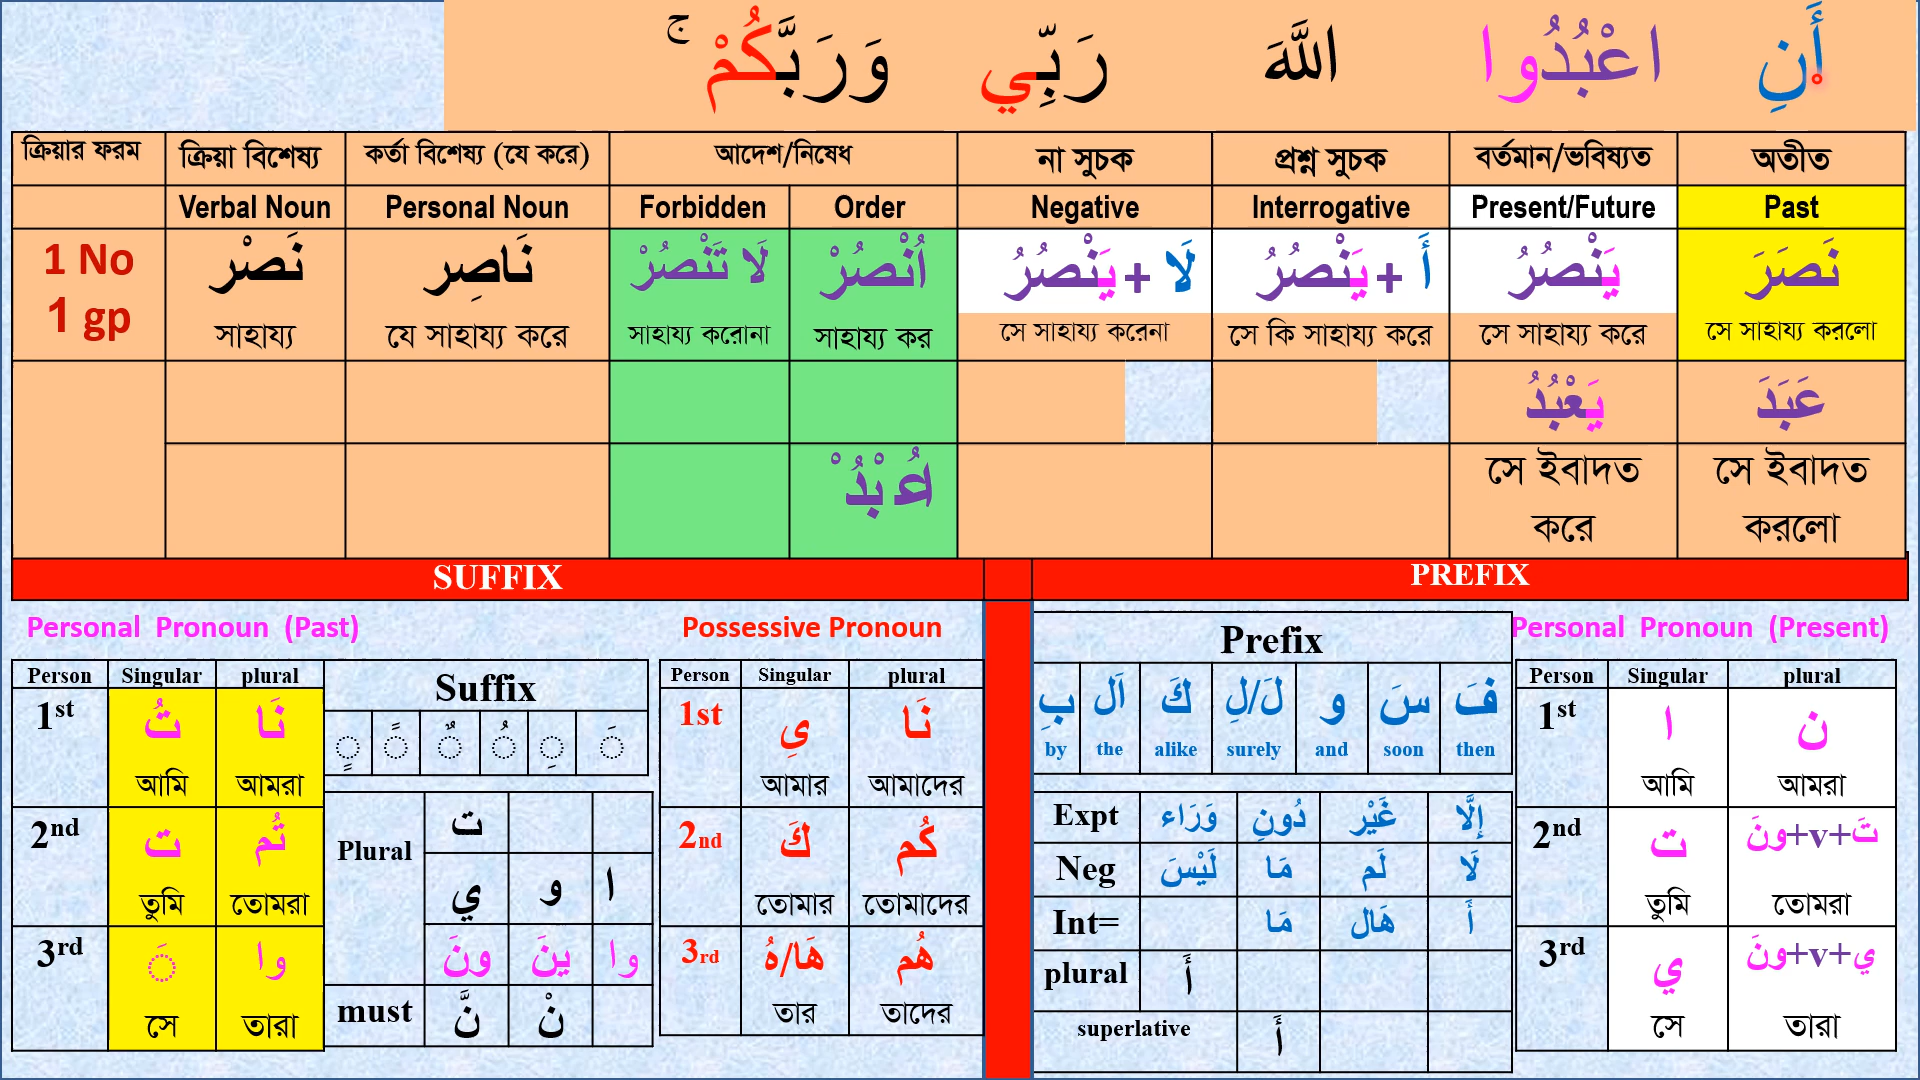 أَنِ اعْبُدُوا اللَّهَ رَبِّي وَرَبَّكُمْ ۚ
ক্রিয়ার ফরম ক্রিয়া বিশেষ্য কর্তা বিশেষ্য (যে করে) আদেশ/নিষেধ না সুচক প্রশ্ন সুচক বর্তমান/ভবিষ্যত অতীত
Verbal Noun Personal Noun Forbidden Order Negative Interrogative Present/Future Past
1 No نَصْر نَاصِر لَا تَنْصُرْ اُنْصُرْ لَا + يَنْصُرُ أَ + يَنْصُرُ يَنْصُرُ نَصَرَ
1 gp সাহায্য যে সাহায্য করে সাহায্য করোনা সাহায্য কর সে সাহায্য করেনা সে কি সাহায্য করে সে সাহায্য করে সে সাহায্য করলো
يَعْبُدُ عَبَدَ
সে ইবাদত সে ইবাদত
করে করলো
SUFFIX PREFIX
Personal Pronoun (Past)
Person Singular plural
1st تُ نَا
আমি আমরা
2nd ت تُم
তুমি তোমরা
3rd َ وا
সে তারা
Suffix
ٍ ً ٌ ُ ِ َ
Plural ت
ي و ا
ونَ ينَ وا
must نَّ نْ
Possessive Pronoun
Person Singular plural
1st ىِ نَا
আমার আমাদের
2nd كَ كُم
তোমার তোমাদের
3rd هَا/هُ هُم
তার তাদের
Prefix
بِ اَل كَ لَ/لِ و سَ فَ
by the alike surely and soon then
Expt وَرَاء دُونِ غَيْر إِلَّا
Neg لَيْسَ مَا لَم لَا
Int= مَا هَال أَ
plural أَ
superlative أَ
Personal Pronoun (Present)
Person Singular plural
1st ا ن
আমি আমরা
2nd ت تَ+v+ونَ
তুমি তোমরা
3rd ي ي+v+ونَ
সে তারা